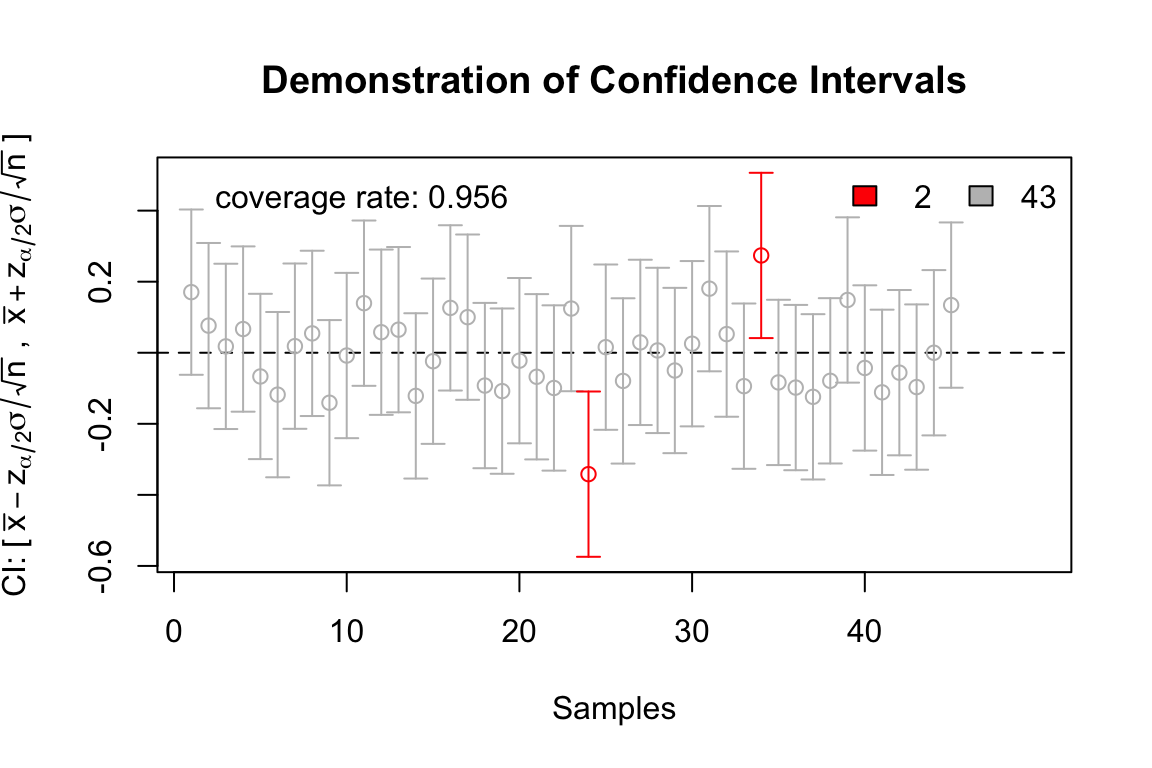 Demonstration of Confidence Intervals
CI: [ x̅ − zα/2σ/√n , x̅ + zα/2σ/√n ]
coverage rate: 0.956
2
43
0.2
-0.2
-0.6
0 10 20 30 40
Samples